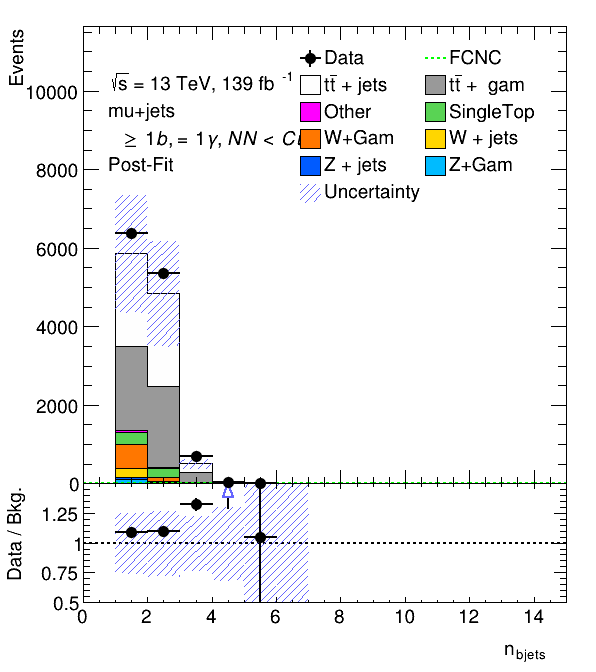 Events
10000
8000
6000
4000
2000
0
√s = 13 TeV, 139 fb⁻¹
mu+jets
≥ 1b, = 1γ, NN <
Post-Fit
Data
FCNC
tt̄ + jets
tt̄ + gam
Other
SingleTop
W+Gam
W + jets
Z + jets
Z+Gam
Uncertainty
Data / Bkg.
1.25
1
0.75
0.5
0 2 4 6 8 10 12 14
n_bjets